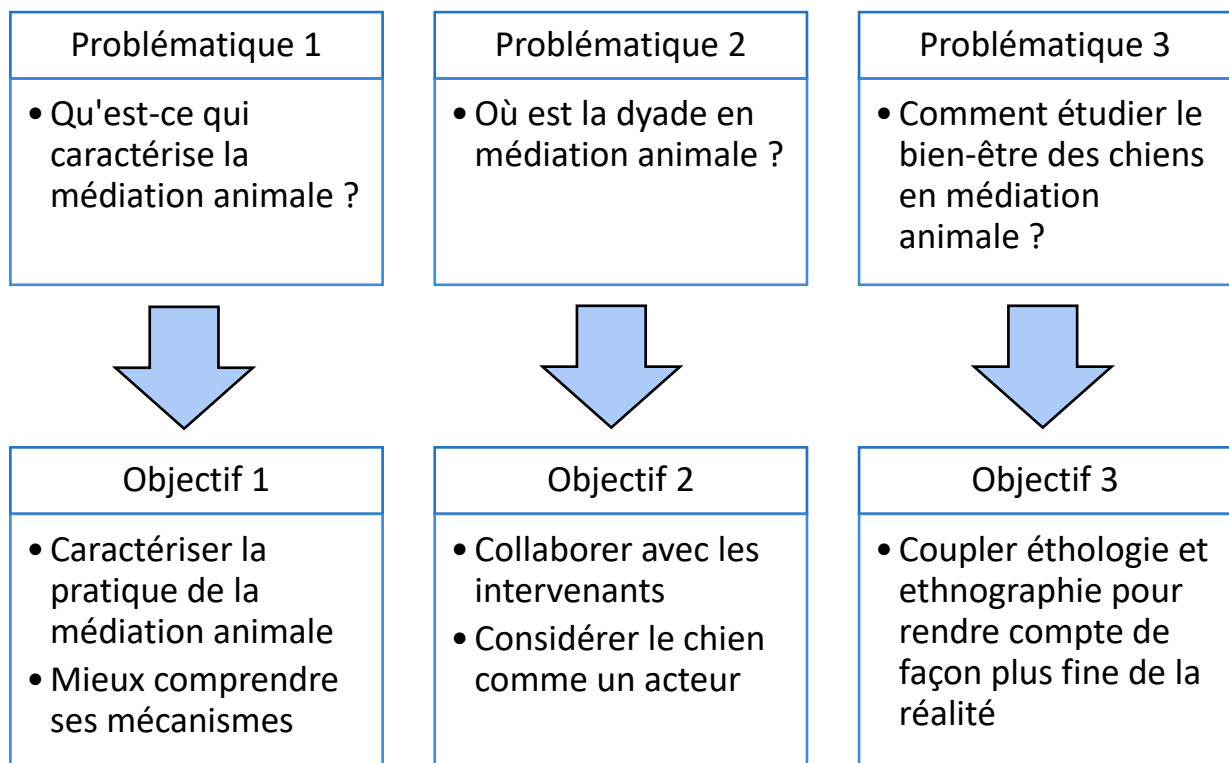 Problématique 1
• Qu'est-ce qui
caractérise la
médiation animale ?
Problématique 2
• Où est la dyade en
médiation animale ?
Problématique 3
• Comment étudier le
bien-être des chiens
en médiation
animale ?
Objectif 1
• Caractériser la
pratique de la
médiation animale
• Mieux comprendre
ses mécanismes
Objectif 2
• Collaborer avec les
intervenants
• Considérer le chien
comme un acteur
Objectif 3
• Coupler éthologie et
ethnographie pour
rendre compte de
façon plus fine de la
réalité